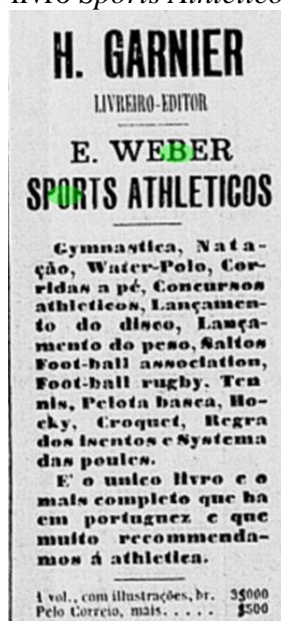 livro Sports Athletico
H. GARNIER
LIVREIRO-EDITOR
E. WEBER
SPORTS ATHLETICOS
Gymnastica, Nata-
ção, Water-Polo, Cor-
ridas a pé, Concursos
athleticos, Lançamen-
to do disco, Lança-
mento do peso, Saltos
Foot-ball association,
Foot-ball rugby. Ten
nis, Pelota basca, Ho-
cky, Croquet, Regra
dos isentos e Systema
das poules.
E' o unico livro e o
mais completo que ha
em portuguez e que
muito recommenda-
mos á athletica.
1 vol., com illustrações, br. 3$000
Pelo Correio, mais. . . . . $500